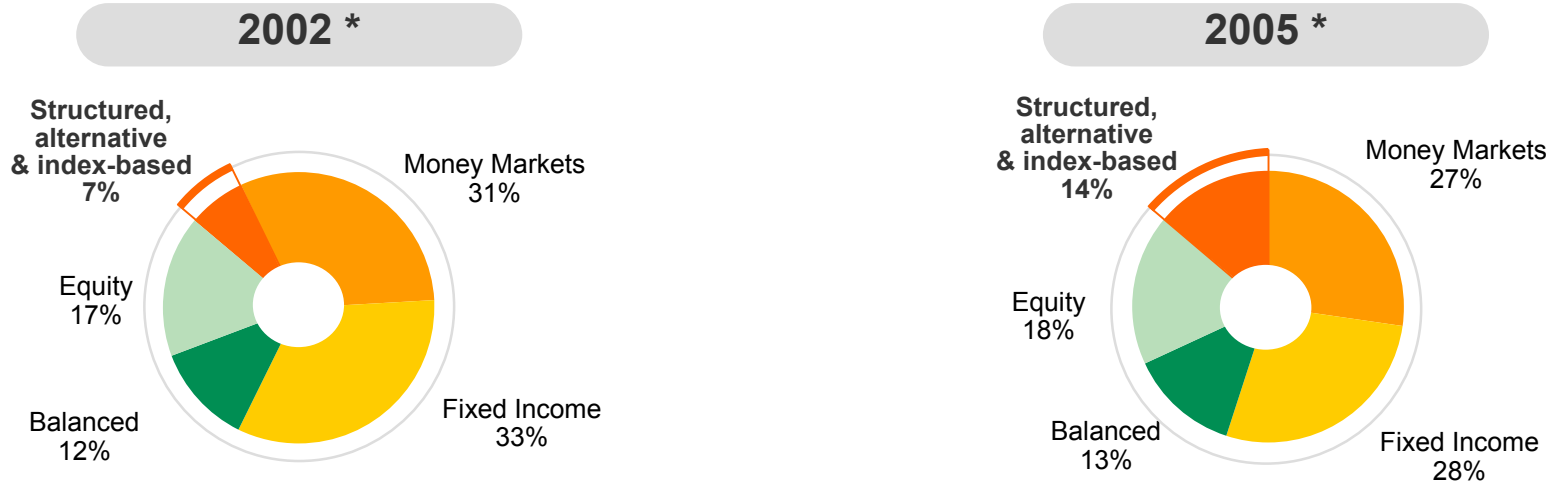 2002 *
Structured,
alternative
& index-based
7%
Money Markets
31%
Equity
17%
Balanced
12%
Fixed Income
33%
2005 *
Structured,
alternative
& index-based
14%
Money Markets
27%
Equity
18%
Balanced
13%
Fixed Income
28%